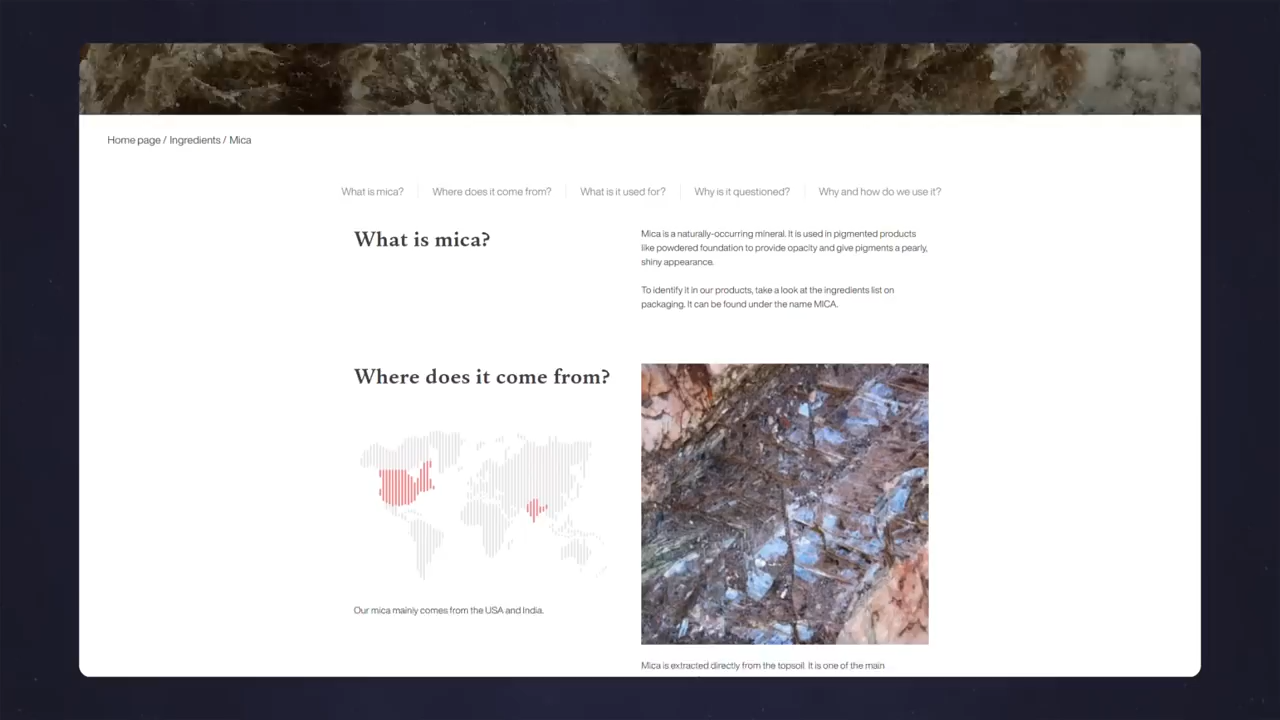 Home page / Ingredients / Mica
What is mica?
Where does it come from?
What is it used for?
Why is it questioned?
Why and how do we use it?
What is mica?
Mica is a naturally-occurring mineral. It is used in pigmented products
like powdered foundation to provide opacity and give pigments a pearly,
shiny appearance.
To identify it in our products, take a look at the ingredients list on
packaging. It can be found under the name MICA.
Where does it come from?
Our mica mainly comes from the USA and India.
Mica is extracted directly from the topsoil. It is one of the main